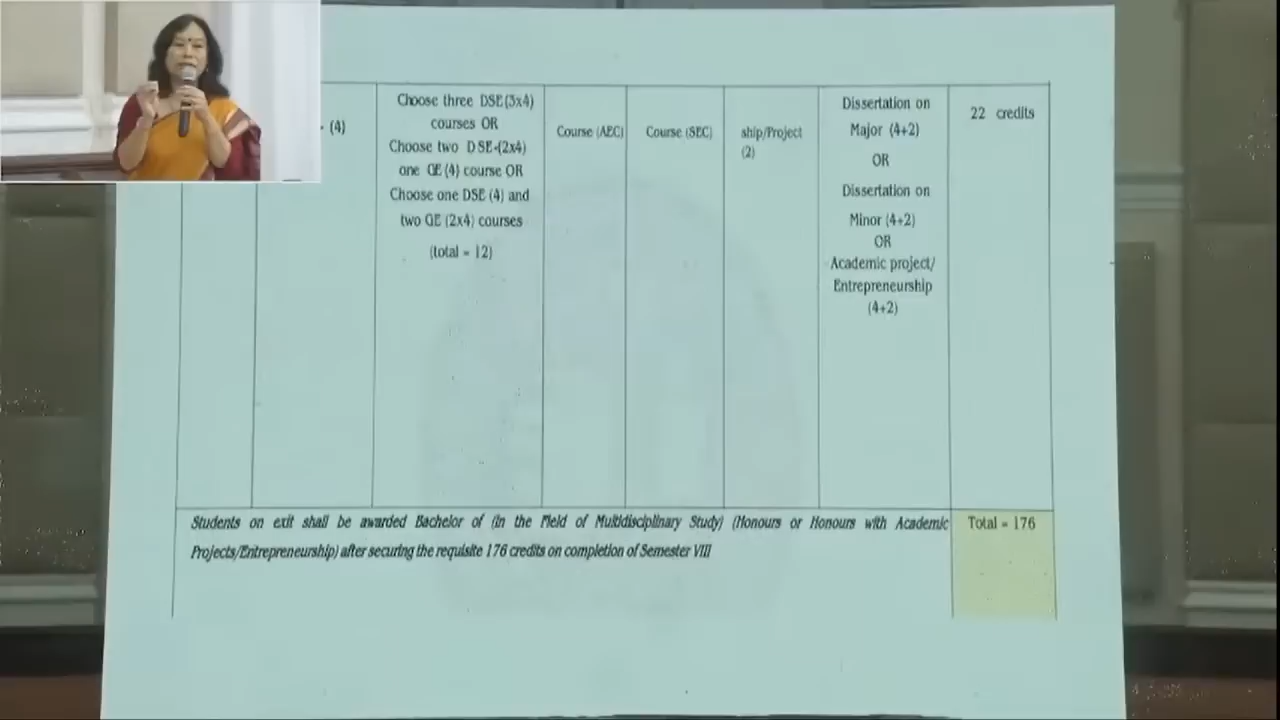 (4)
Choose three DSE (3x4)
courses OR
Choose two DSE-(2x4)
one GE (4) course OR
Choose one DSE (4) and
two GE (2x4) courses
(total = 12)
Course (AEC)
Course (SEC)
ship/Project
(2)
Dissertation on
Major (4+2)
OR
Dissertation on
Minor (4+2)
OR
Academic project/
Entrepreneurship
(4+2)
22 credits
Students on exit shall be awarded Bachelor of (in the Field of Multidisciplinary Study) (Honours or Honours with Academic
Projects/Entrepreneurship) after securing the requisite 176 credits on completion of Semester VIII
Total = 176